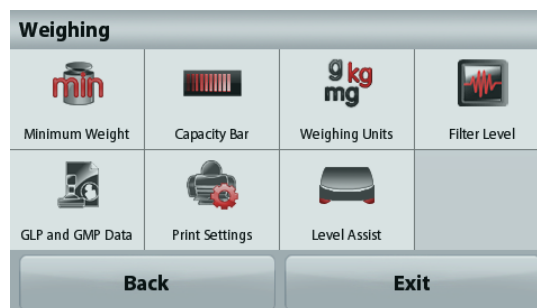 Weighing
min
g kg
mg
Minimum Weight
Capacity Bar
Weighing Units
Filter Level
GLP and GMP Data
Print Settings
Level Assist
Back
Exit